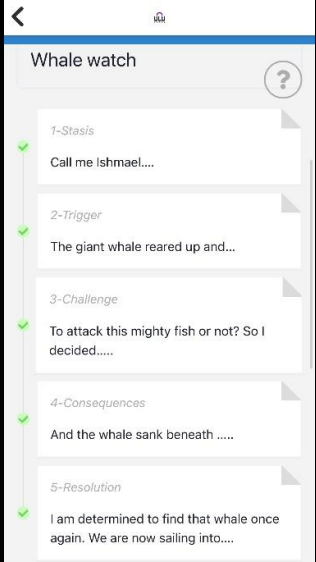 Whale watch
?
1-Stasis
Call me Ishmael....
2-Trigger
The giant whale reared up and...
3-Challenge
To attack this mighty fish or not? So I
decided.....
4-Consequences
And the whale sank beneath .....
5-Resolution
I am determined to find that whale once
again. We are now sailing into....